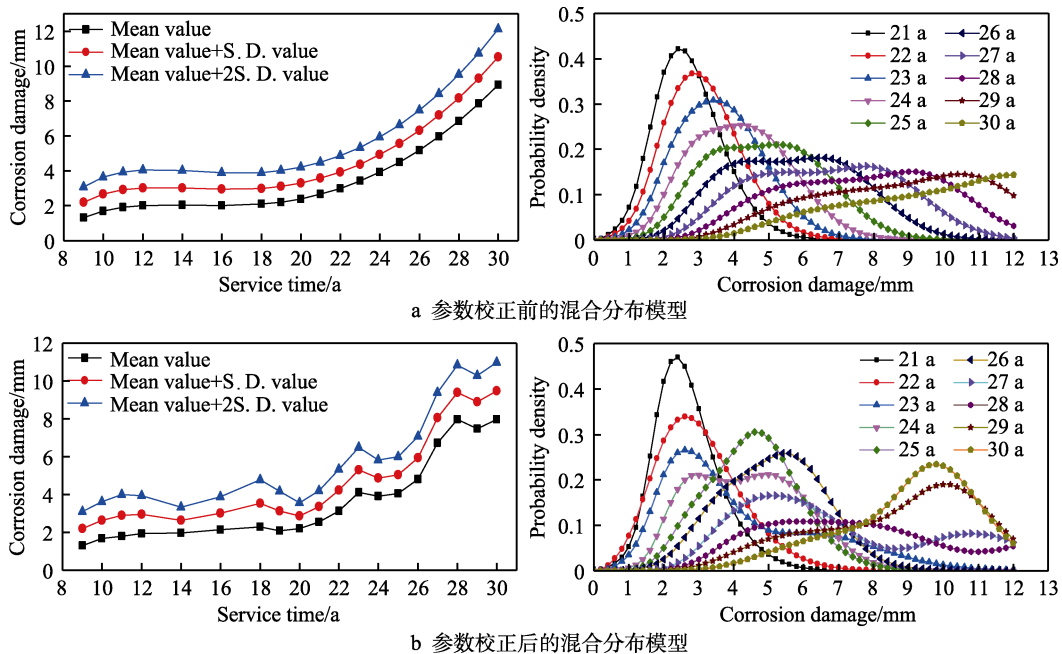 12
10
8
6
4
2
0
Corrosion damage/mm
Mean value
Mean value+S. D. value
Mean value+2S. D. value
8 10 12 14 16 18 20 22 24 26 28 30
Service time/a
0.5
0.4
0.3
0.2
0.1
0
Probability density
21 a
22 a
23 a
24 a
25 a
26 a
27 a
28 a
29 a
30 a
0 1 2 3 4 5 6 7 8 9 10 11 12 13
Corrosion damage/mm
a 参数校正前的混合分布模型
12
10
8
6
4
2
0
Corrosion damage/mm
Mean value
Mean value+S. D. value
Mean value+2S. D. value
8 10 12 14 16 18 20 22 24 26 28 30
Service time/a
0.5
0.4
0.3
0.2
0.1
0
Probability density
21 a
22 a
23 a
24 a
25 a
26 a
27 a
28 a
29 a
30 a
0 1 2 3 4 5 6 7 8 9 10 11 12 13
Corrosion damage/mm
b 参数校正后的混合分布模型